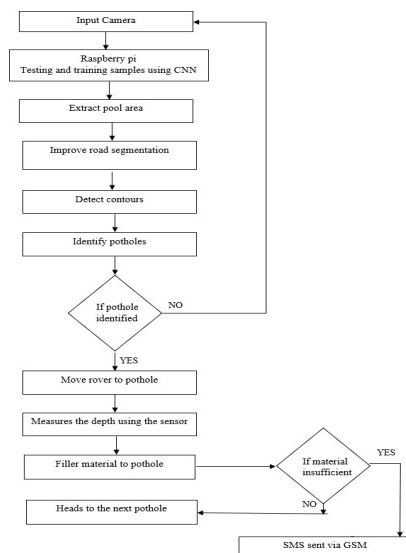 Input Camera
Raspberry pi
Testing and training samples using CNN
Extract pool area
Improve road segmentation
Detect contours
Identify potholes
If pothole
identified
NO
YES
Move rover to pothole
Measures the depth using the sensor
Filler material to pothole
If material
insufficient
YES
NO
Heads to the next pothole
SMS sent via GSM